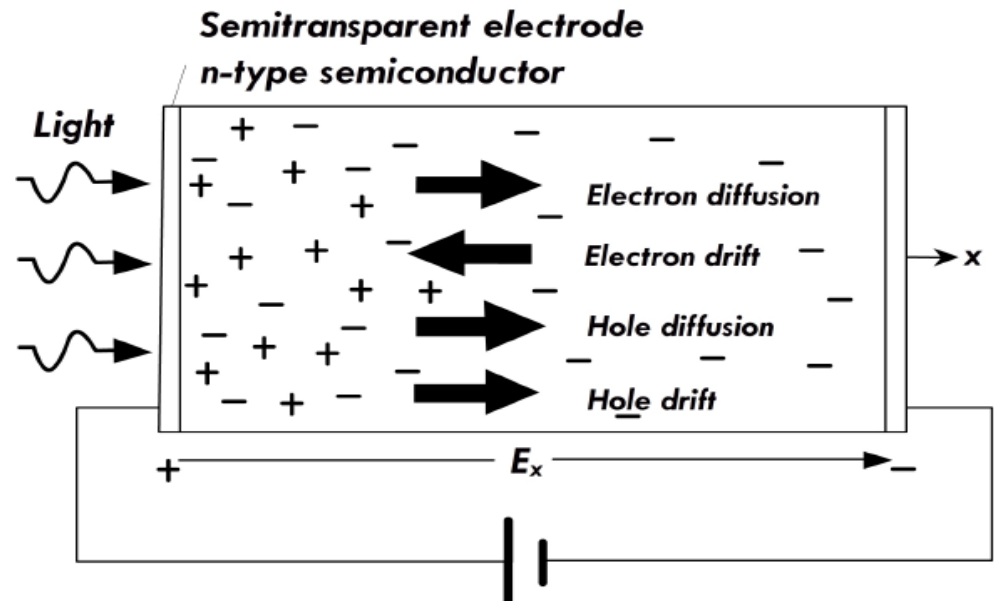 Semitransparent electrode
n-type semiconductor
Light
Electron diffusion
Electron drift
x
Hole diffusion
Hole drift
+ Ex −